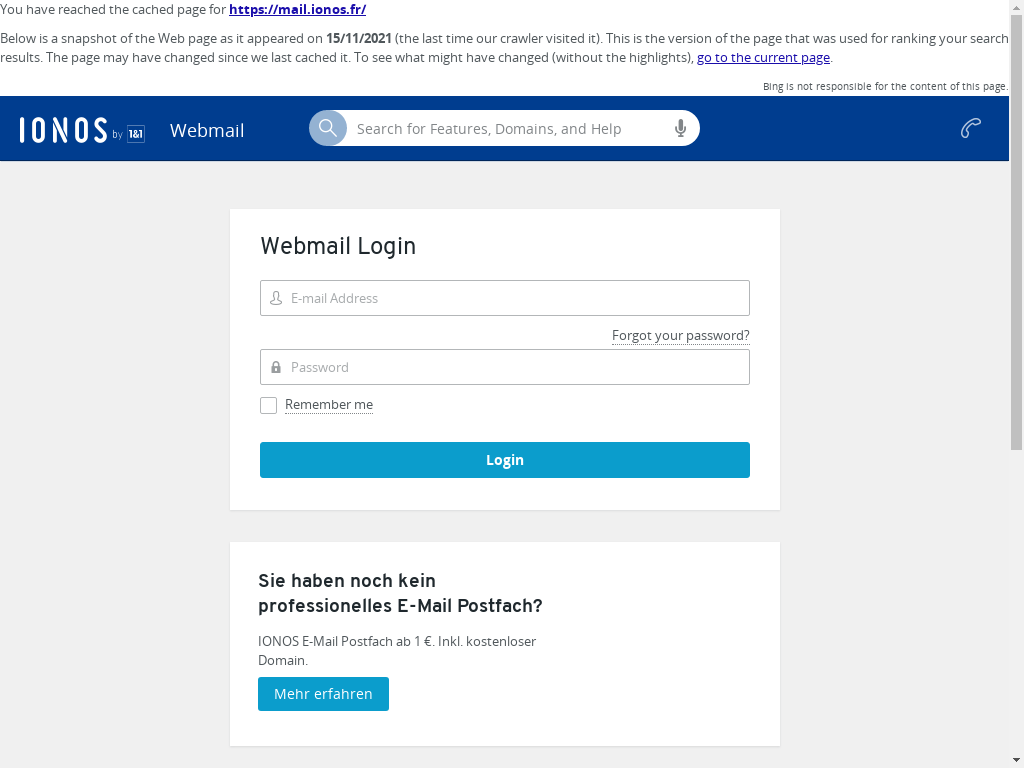 You have reached the cached page for https://mail.ionos.fr/
Below is a snapshot of the Web page as it appeared on 15/11/2021 (the last time our crawler visited it). This is the version of the page that was used for ranking your search
results. The page may have changed since we last cached it. To see what might have changed (without the highlights), go to the current page.
Bing is not responsible for the content of this page.
IONOS by 1&1 Webmail Search for Features, Domains, and Help
Webmail Login
E-mail Address
Forgot your password?
Password
Remember me
Login
Sie haben noch kein
professionelles E-Mail Postfach?
IONOS E-Mail Postfach ab 1 €. Inkl. kostenloser
Domain.
Mehr erfahren